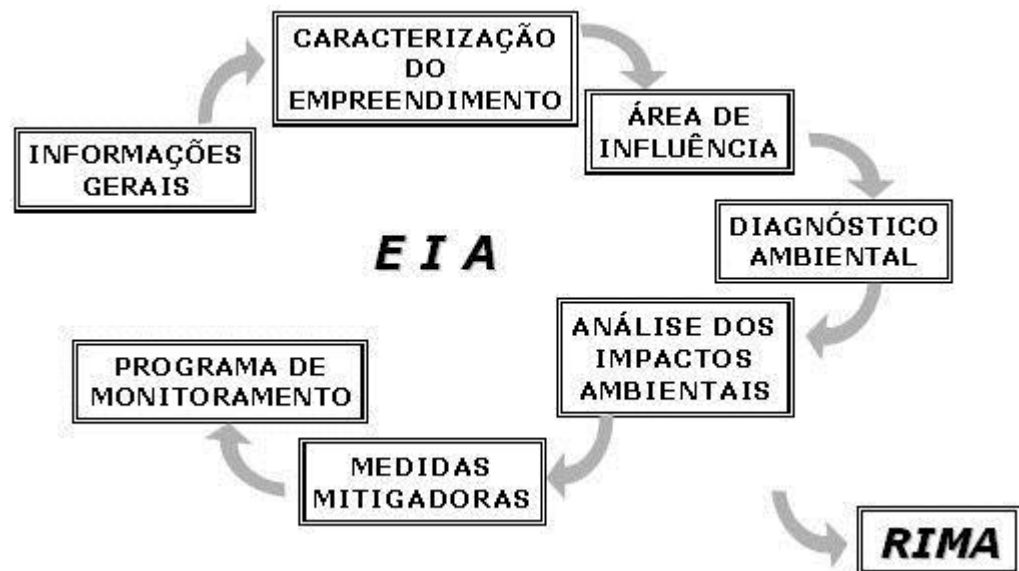 INFORMAÇÕES
GERAIS
CARACTERIZAÇÃO
DO
EMPREENDIMENTO
ÁREA DE
INFLUÊNCIA
DIAGNÓSTICO
AMBIENTAL
ANÁLISE DOS
IMPACTOS
AMBIENTAIS
MEDIDAS
MITIGADORAS
PROGRAMA DE
MONITORAMENTO
E I A
RIMA